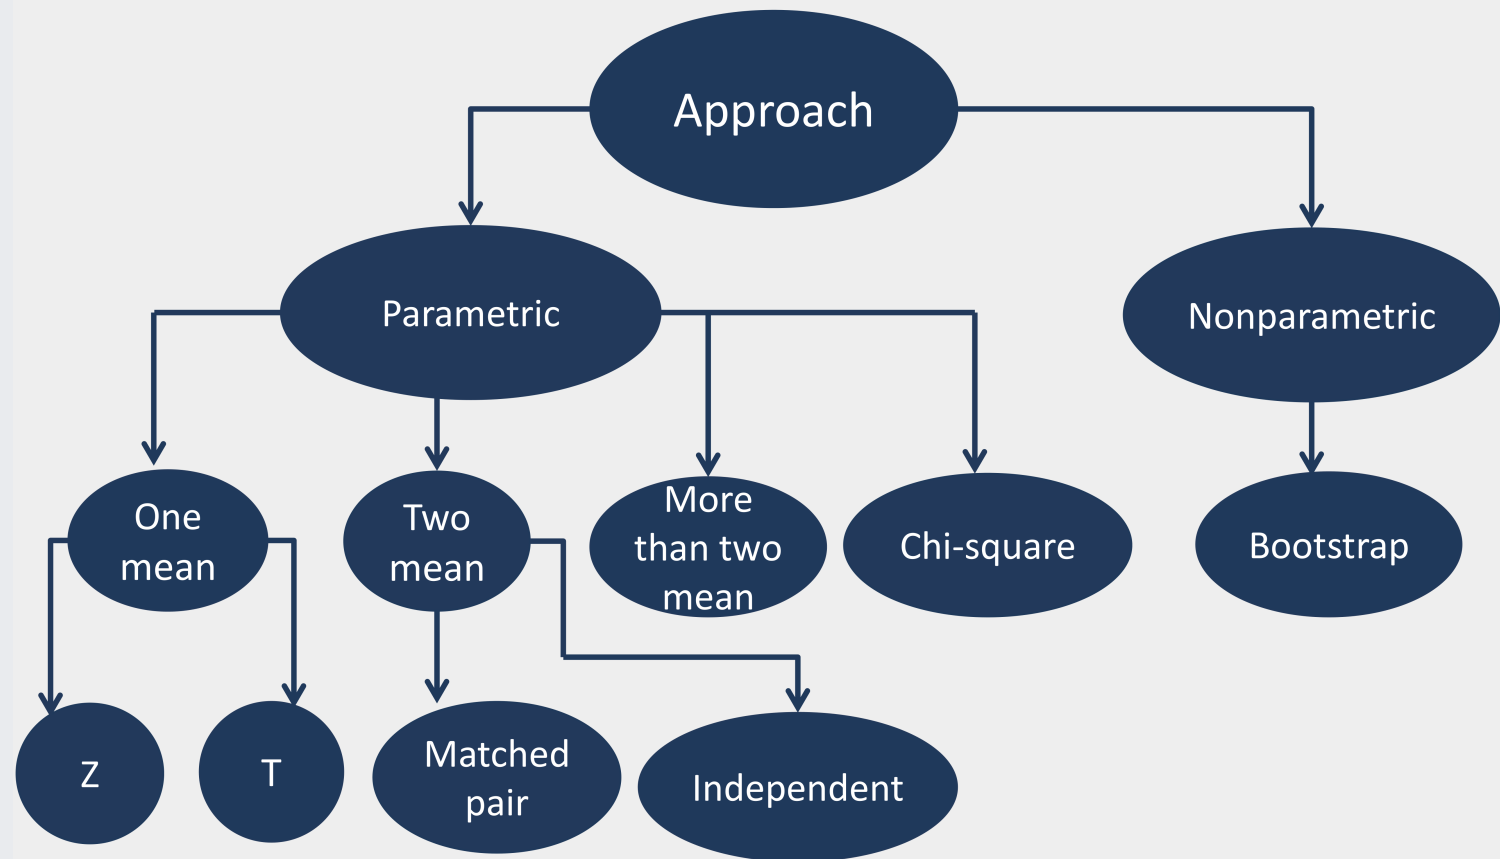 Approach
Parametric
Nonparametric
One
mean
Two
mean
More
than two
mean
Chi-square
Bootstrap
Z
T
Matched
pair
Independent